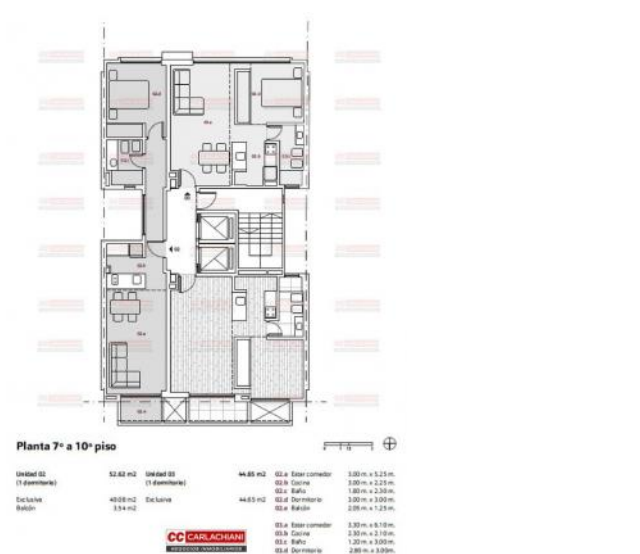 Planta 7º a 10º piso
Unidad 02 52.62 m2 Unidad 03 44.65 m2
(1 dormitorio) (1 dormitorio)
Exclusiva 49.08 m2 Exclusiva 44.65 m2
Balcón 3.54 m2
02.a Estar comedor 3.00 m. x 5.25 m.
02.b Cocina 3.00 m. x 2.25 m.
02.c Baño 1.80 m. x 2.30 m.
02.d Dormitorio 3.00 m. x 3.00 m.
02.e Balcón 2.05 m. x 1.25 m.
03.a Estar comedor 3.30 m. x 6.10 m.
03.b Cocina 2.30 m. x 2.10 m.
03.c Baño 1.20 m. x 3.00 m.
03.d Dormitorio 2.80 m. x 3.00 m.
CC CARLACHIANI
NEGOCIOS INMOBILIARIOS